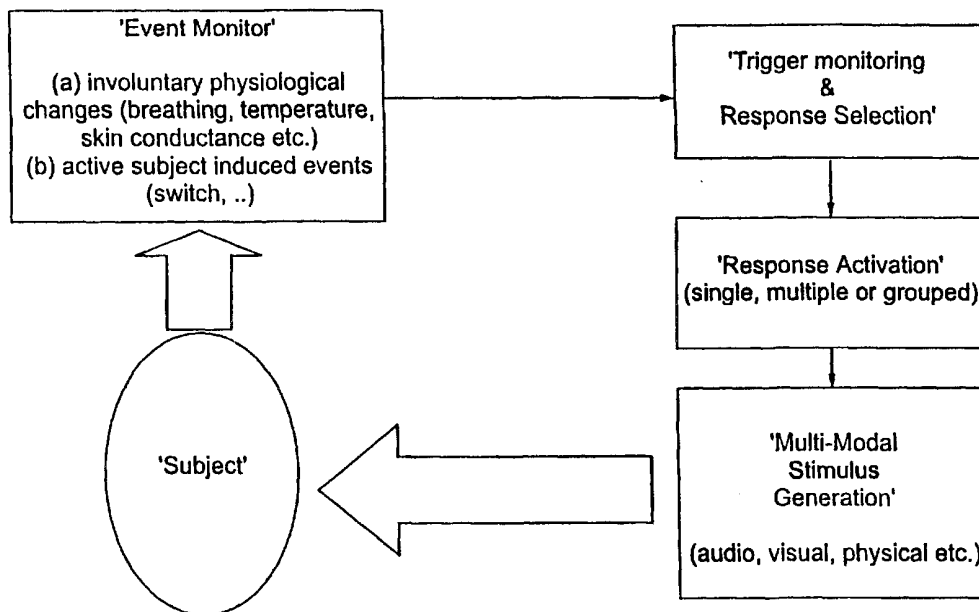 'Event Monitor'
(a) involuntary physiological
changes (breathing, temperature,
skin conductance etc.)
(b) active subject induced events
(switch, ..)
'Trigger monitoring
&
Response Selection'
'Response Activation'
(single, multiple or grouped)
'Multi-Modal
Stimulus
Generation'
(audio, visual, physical etc.)
'Subject'